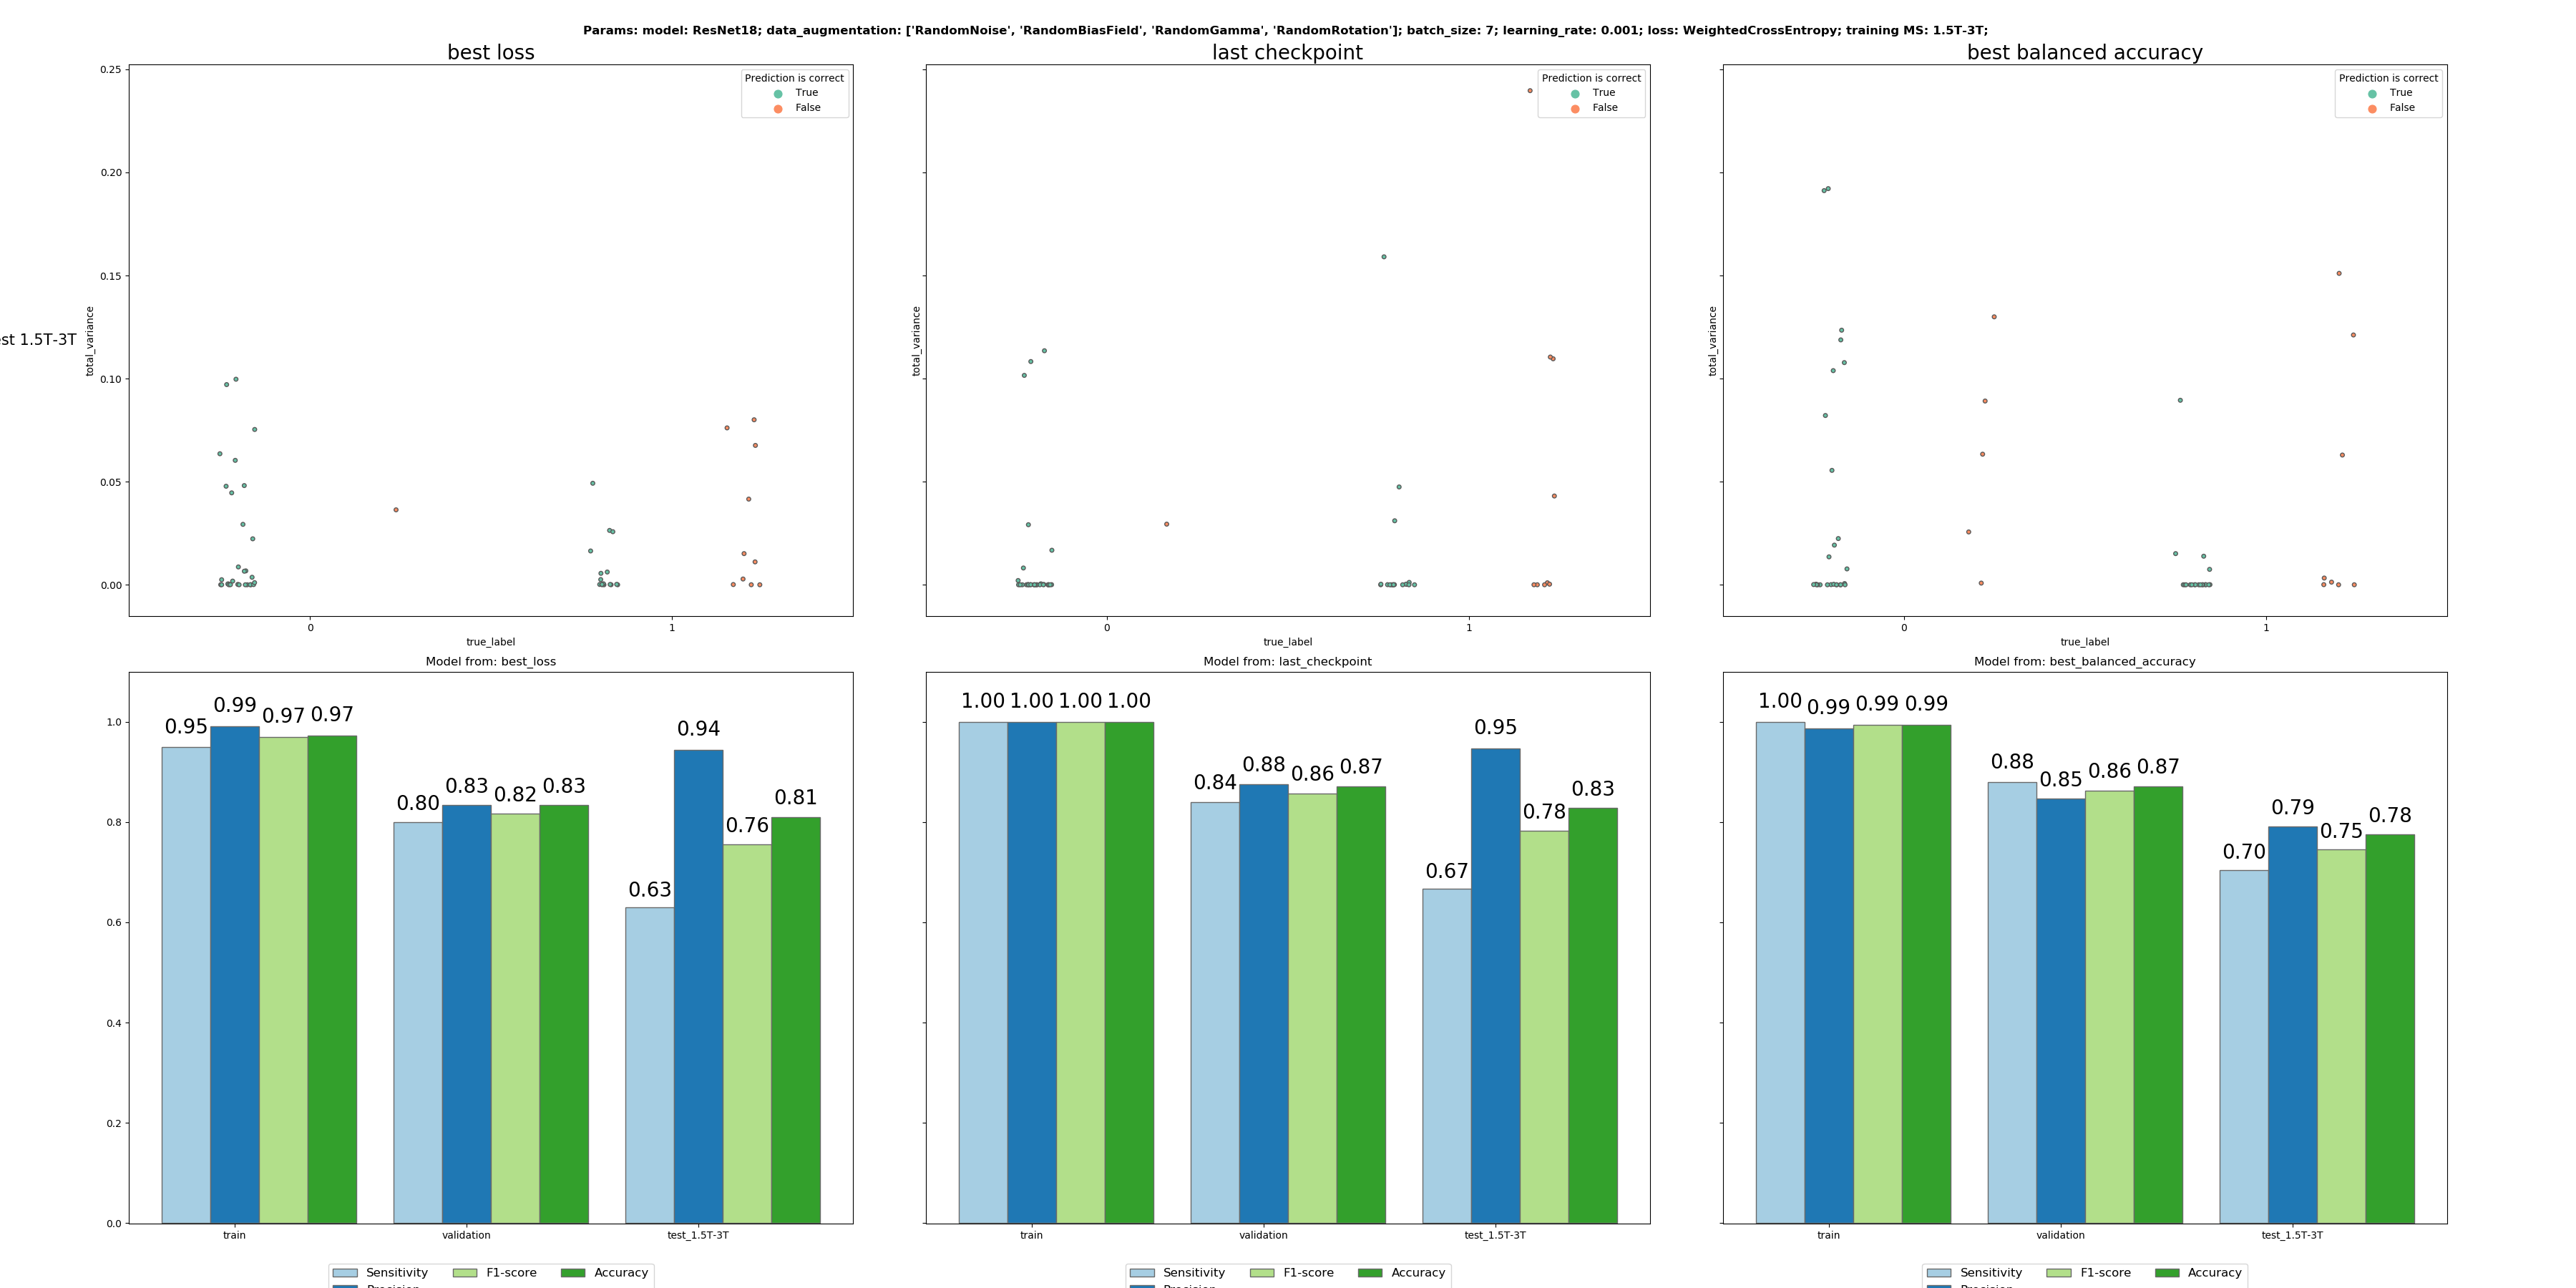 Params: model: ResNet18; data_augmentation: ['RandomNoise', 'RandomBiasField', 'RandomGamma', 'RandomRotation']; batch_size: 7; learning_rate: 0.001; loss: WeightedCrossEntropy; training MS: 1.5T-3T;
best loss
last checkpoint
best balanced accuracy
0.25
0.20
0.15
0.10
0.05
0.00
est 1.5T-3T
total_variance
Prediction is correct
True
False
0 1
true_label
total_variance
Prediction is correct
True
False
0 1
true_label
total_variance
Prediction is correct
True
False
0 1
true_label
Model from: best_loss
1.0
0.8
0.6
0.4
0.2
0.0
0.95 0.99 0.97 0.97
0.80 0.83 0.82 0.83
0.63 0.94 0.76 0.81
train validation test_1.5T-3T
Sensitivity F1-score Accuracy
Precision
Model from: last_checkpoint
1.00 1.00 1.00 1.00
0.84 0.88 0.86 0.87
0.67 0.95 0.78 0.83
train validation test_1.5T-3T
Sensitivity F1-score Accuracy
Precision
Model from: best_balanced_accuracy
1.00 0.99 0.99 0.99
0.88 0.85 0.86 0.87
0.70 0.79 0.75 0.78
train validation test_1.5T-3T
Sensitivity F1-score Accuracy
Precision